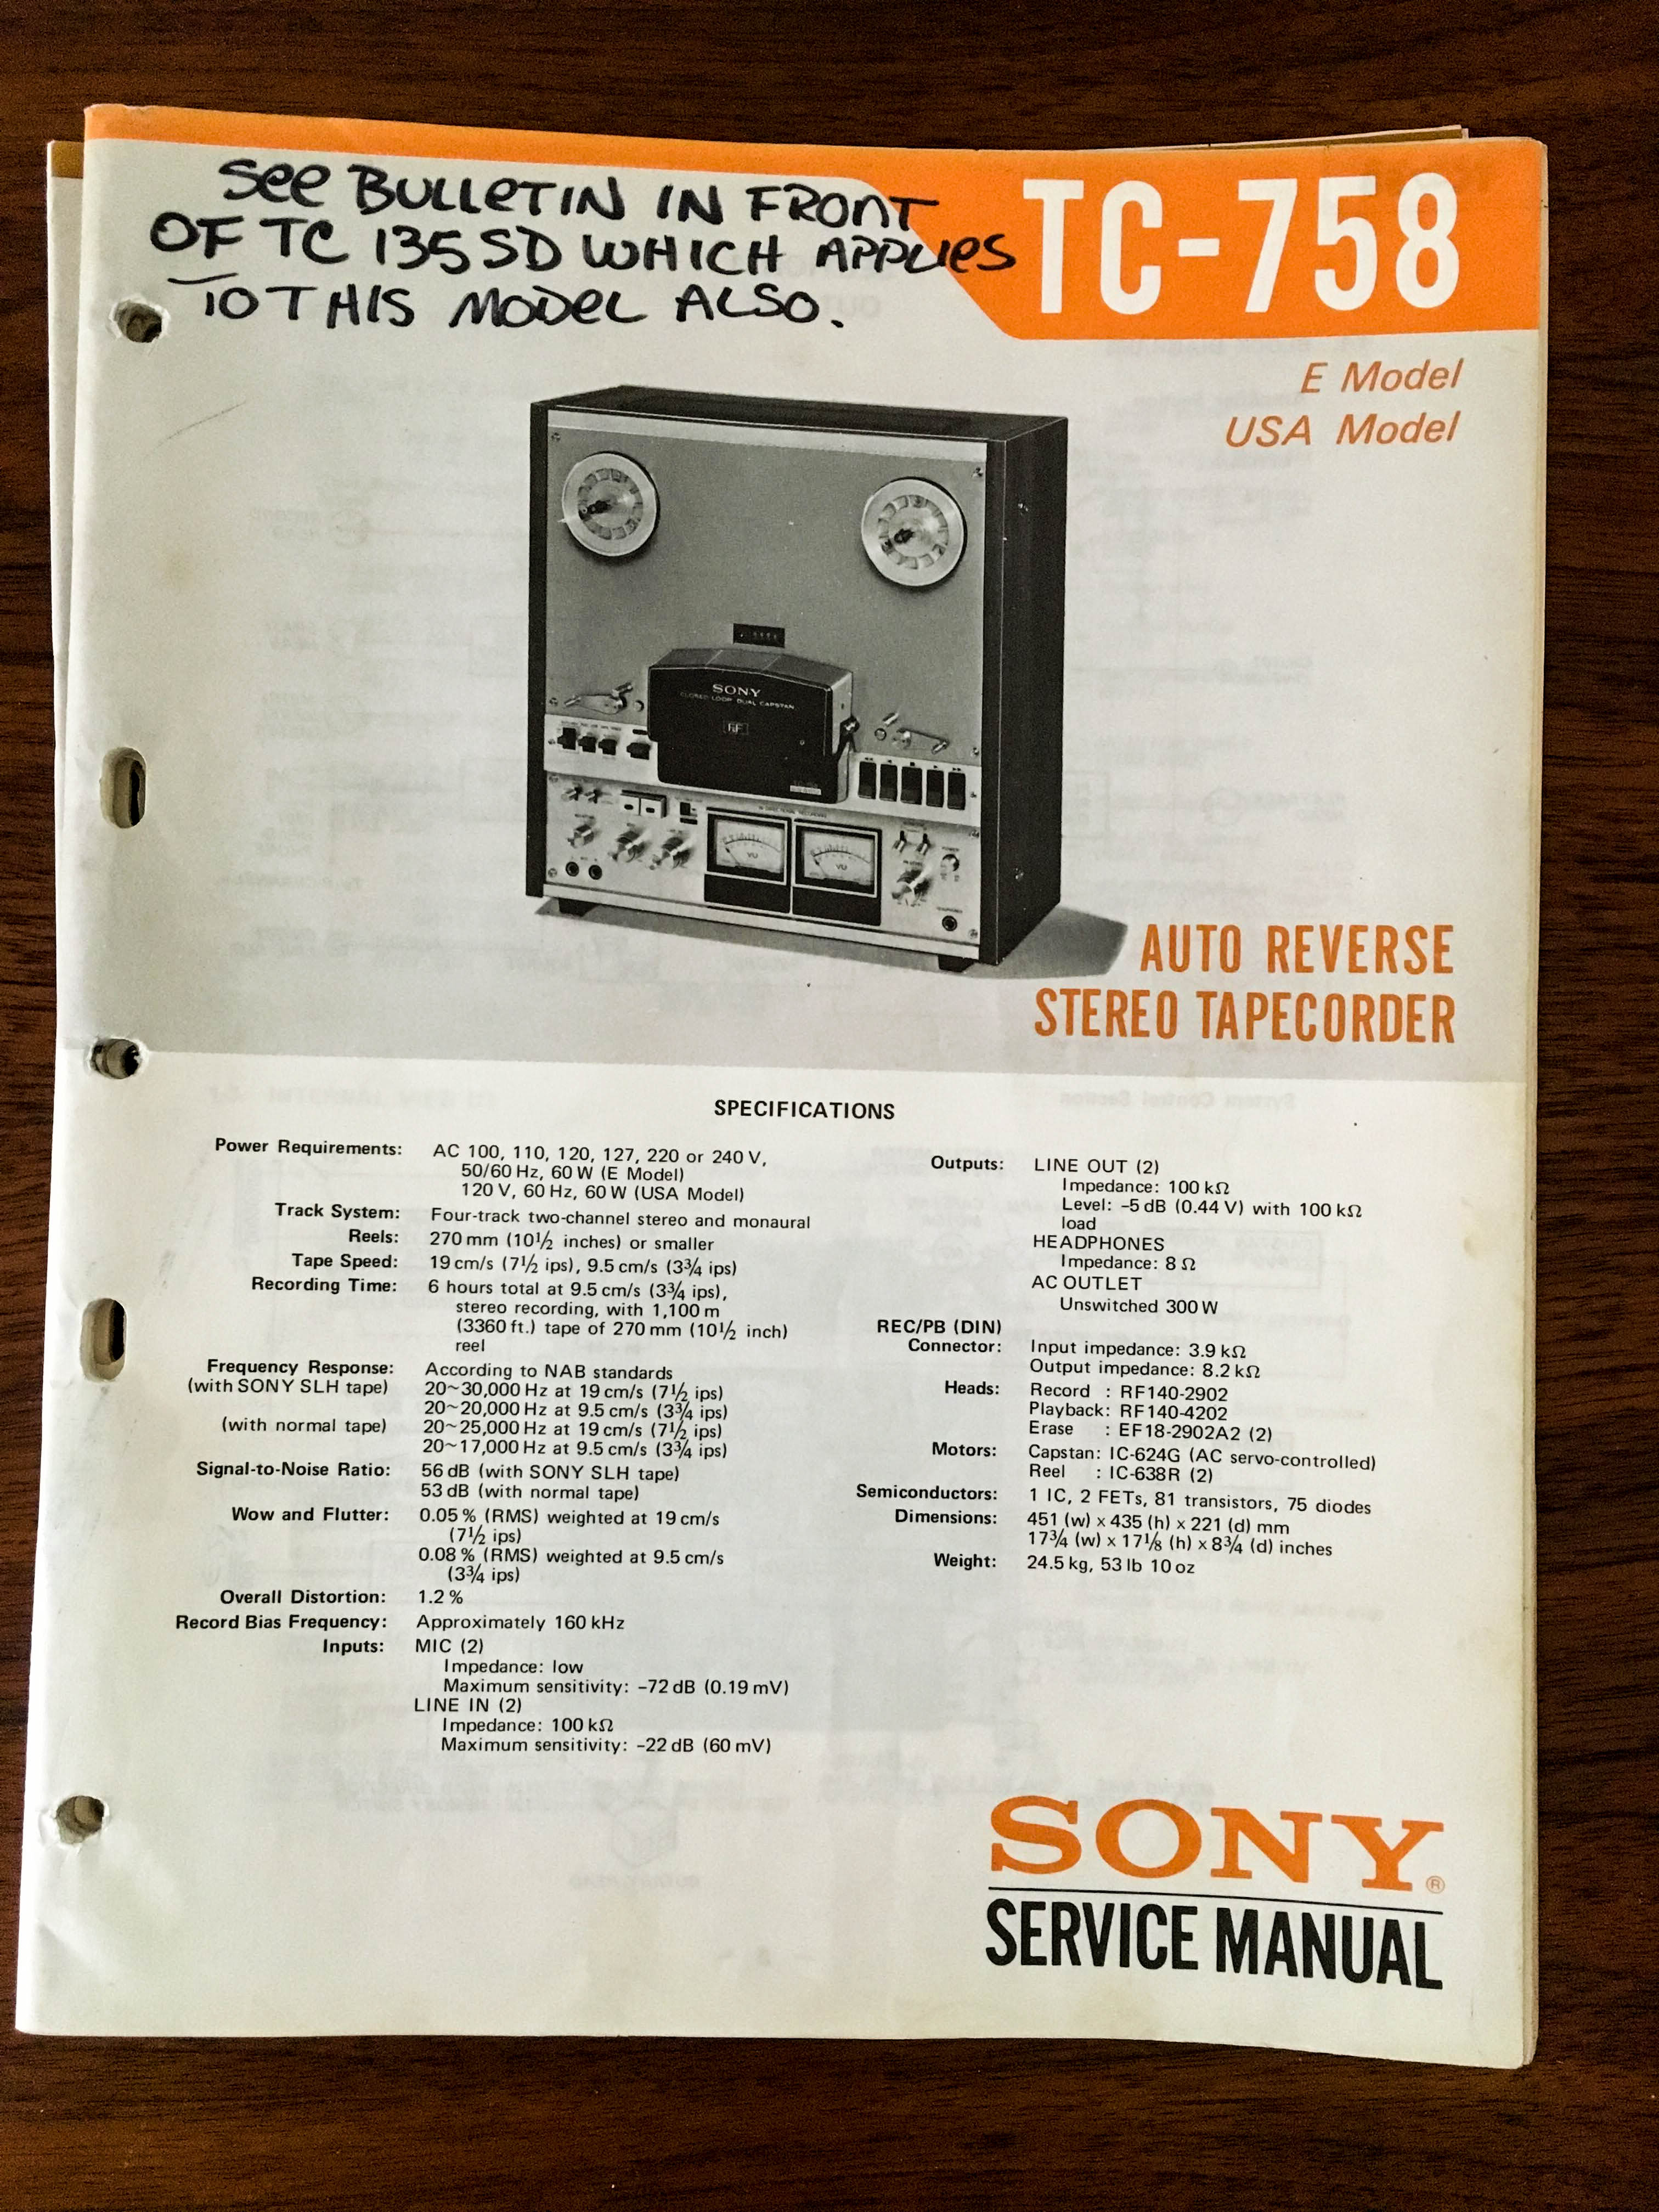 See BULLETIN IN FRONT
OF TC 135SD WHICH APPLIES
TO THIS MODEL ALSO.
TC-758
E Model
USA Model
SONY
CLOSED LOOP DUAL CAPSTAN
VU
VU
AUTO REVERSE
STEREO TAPECORDER
SPECIFICATIONS
Power Requirements: AC 100, 110, 120, 127, 220 or 240 V,
50/60 Hz, 60 W (E Model)
120 V, 60 Hz, 60 W (USA Model)
Track System: Four-track two-channel stereo and monaural
Reels: 270 mm (10½ inches) or smaller
Tape Speed: 19 cm/s (7½ ips), 9.5 cm/s (3¾ ips)
Recording Time: 6 hours total at 9.5 cm/s (3¾ ips),
stereo recording, with 1,100 m
(3360 ft.) tape of 270 mm (10½ inch)
reel
Frequency Response: According to NAB standards
(with SONY SLH tape) 20~30,000 Hz at 19 cm/s (7½ ips)
20~20,000 Hz at 9.5 cm/s (3¾ ips)
(with normal tape) 20~25,000 Hz at 19 cm/s (7½ ips)
20~17,000 Hz at 9.5 cm/s (3¾ ips)
Signal-to-Noise Ratio: 56 dB (with SONY SLH tape)
53 dB (with normal tape)
Wow and Flutter: 0.05 % (RMS) weighted at 19 cm/s
(7½ ips)
0.08 % (RMS) weighted at 9.5 cm/s
(3¾ ips)
Overall Distortion: 1.2 %
Record Bias Frequency: Approximately 160 kHz
Inputs: MIC (2)
Impedance: low
Maximum sensitivity: –72 dB (0.19 mV)
LINE IN (2)
Impedance: 100 kΩ
Maximum sensitivity: –22 dB (60 mV)
Outputs: LINE OUT (2)
Impedance: 100 kΩ
Level: –5 dB (0.44 V) with 100 kΩ
load
HEADPHONES
Impedance: 8 Ω
AC OUTLET
Unswitched 300 W
REC/PB (DIN)
Connector: Input impedance: 3.9 kΩ
Output impedance: 8.2 kΩ
Heads: Record : RF140-2902
Playback: RF140-4202
Erase : EF18-2902A2 (2)
Motors: Capstan: IC-624G (AC servo-controlled)
Reel : IC-638R (2)
Semiconductors: 1 IC, 2 FETs, 81 transistors, 75 diodes
Dimensions: 451 (w) x 435 (h) x 221 (d) mm
17¾ (w) x 17⅛ (h) x 8¾ (d) inches
Weight: 24.5 kg, 53 lb 10 oz
SONY®
SERVICE MANUAL